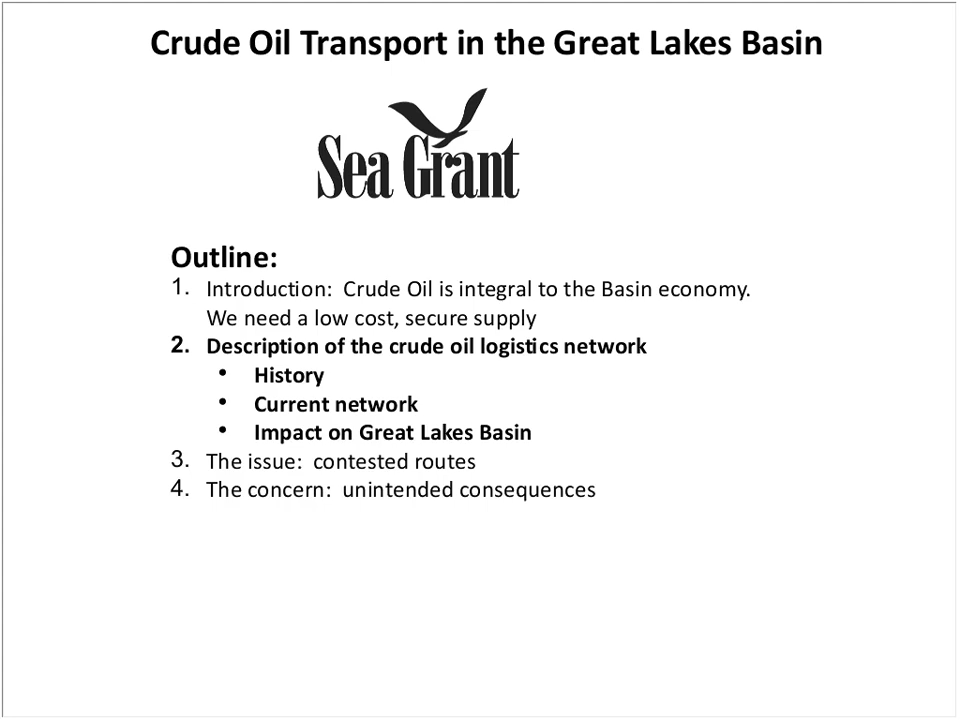 Crude Oil Transport in the Great Lakes Basin
Sea Grant
Outline:
1. Introduction: Crude Oil is integral to the Basin economy.
We need a low cost, secure supply
2. Description of the crude oil logistics network
• History
• Current network
• Impact on Great Lakes Basin
3. The issue: contested routes
4. The concern: unintended consequences